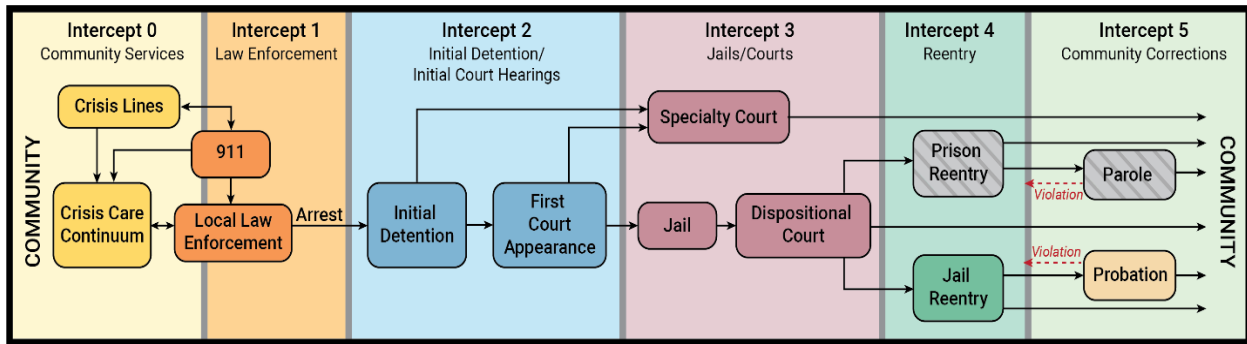 Intercept 0
Community Services
Intercept 1
Law Enforcement
Intercept 2
Initial Detention/
Initial Court Hearings
Intercept 3
Jails/Courts
Intercept 4
Reentry
Intercept 5
Community Corrections
COMMUNITY
Crisis Lines
911
Crisis Care
Continuum
Local Law
Enforcement
Arrest
Initial
Detention
First
Court
Appearance
Specialty Court
Jail
Dispositional
Court
Prison
Reentry
Violation
Parole
Jail
Reentry
Violation
Probation
COMMUNITY